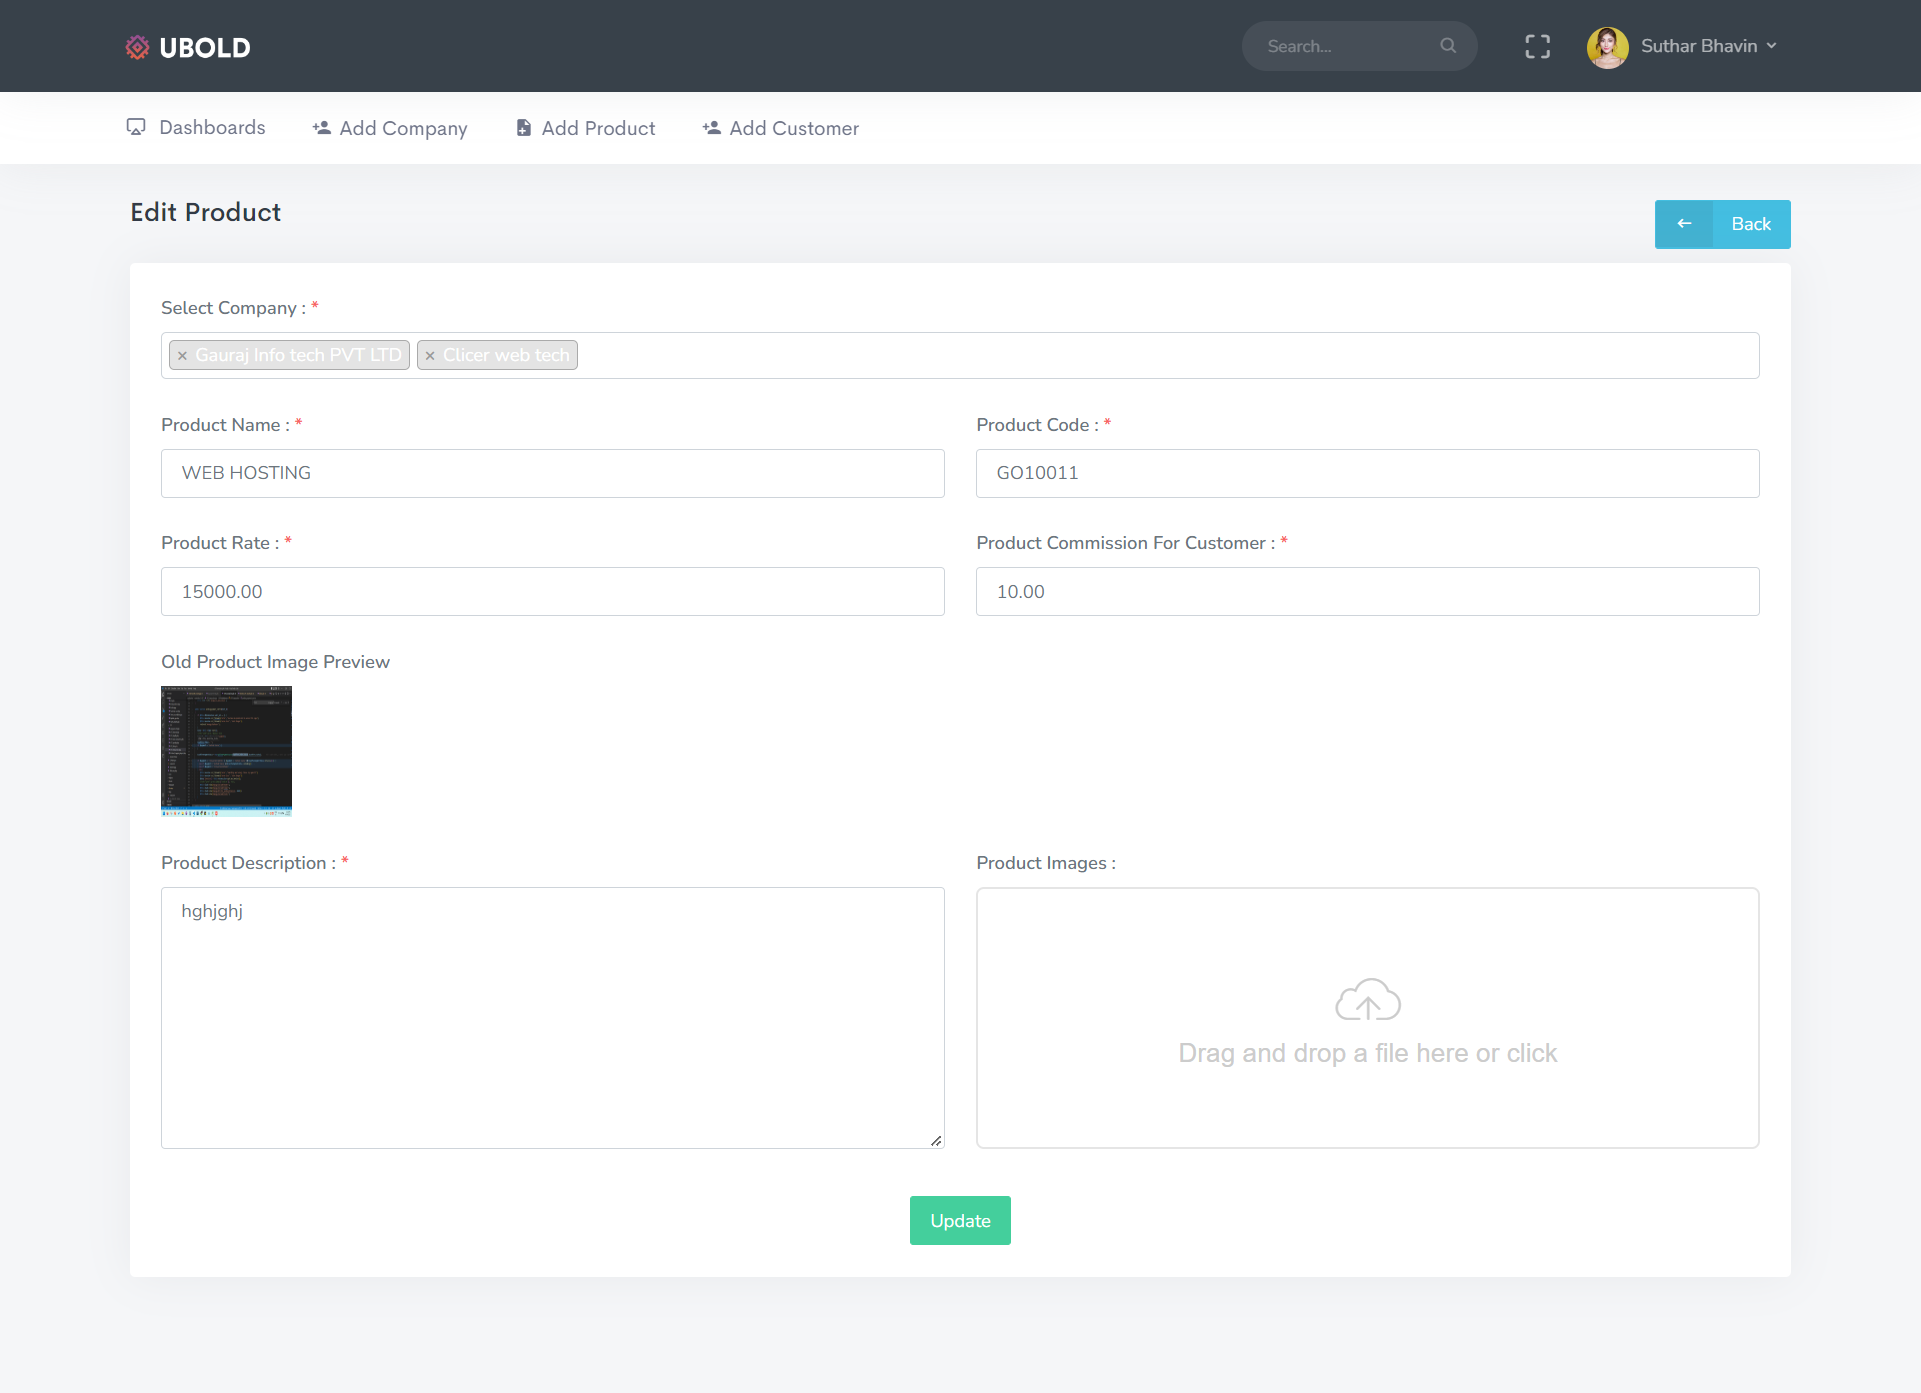 UBOLD
Search...
Suthar Bhavin
Dashboards
Add Company
Add Product
Add Customer
Edit Product
← Back
Select Company : *
× Gauraj Info tech PVT LTD × Clicer web tech
Product Name : *
Product Code : *
WEB HOSTING
GO10011
Product Rate : *
Product Commission For Customer : *
15000.00
10.00
Old Product Image Preview
Product Description : *
Product Images :
hghjghj
Drag and drop a file here or click
Update